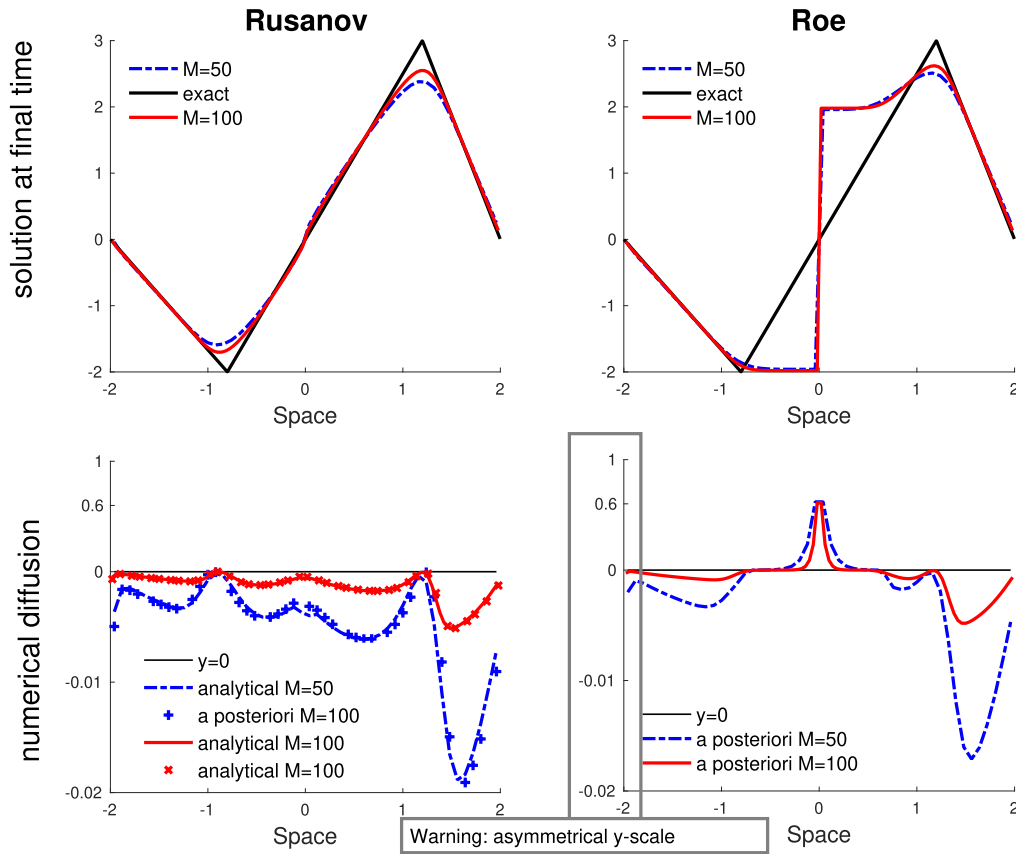 Rusanov
Roe
solution at final time
3
2
1
0
-1
-2
M=50
exact
M=100
-2
-1
0
1
2
Space
3
2
1
0
-1
-2
M=50
exact
M=100
-2
-1
0
1
2
Space
numerical diffusion
1
0.6
0
-0.01
-0.02
y=0
analytical M=50
a posteriori M=100
analytical M=100
analytical M=100
-2
-1
0
1
2
Space
1
0.6
0
-0.01
-0.02
y=0
a posteriori M=50
a posteriori M=100
-2
-1
0
1
2
Space
Warning: asymmetrical y-scale